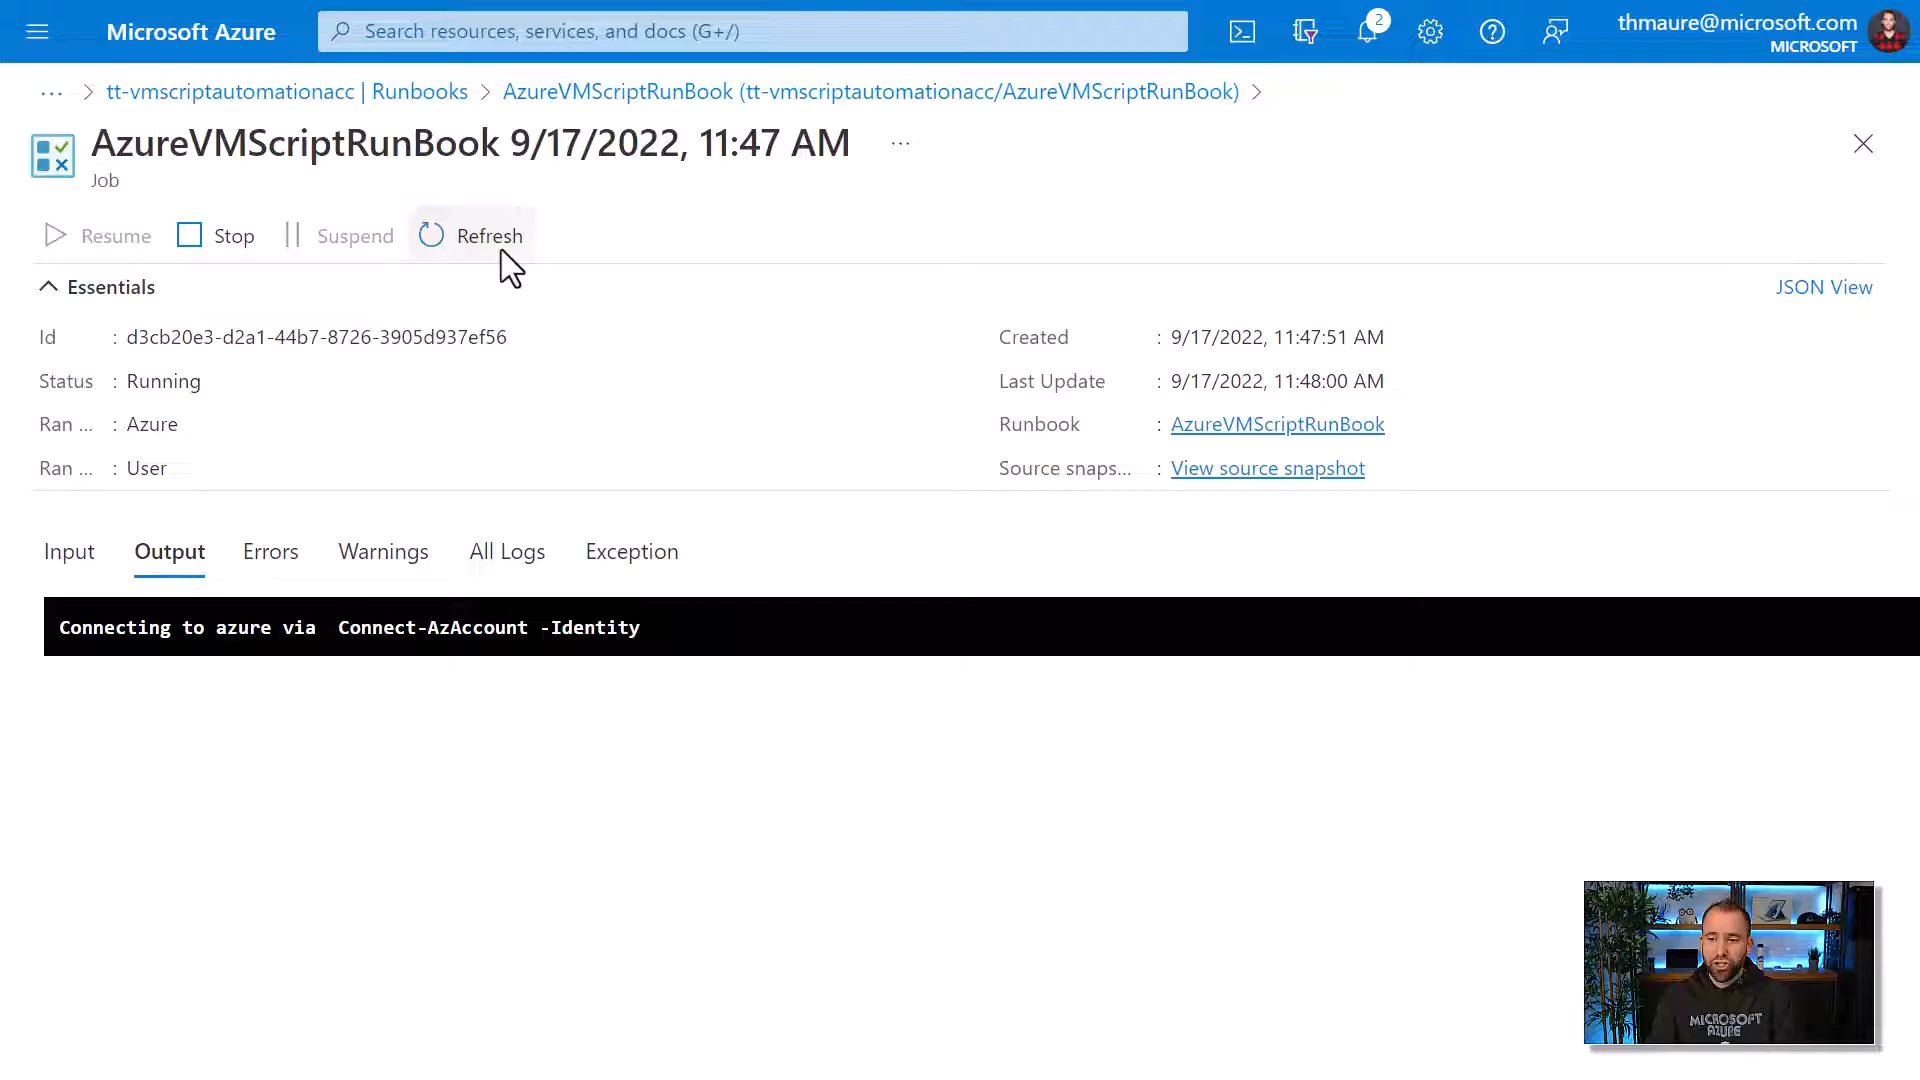 Microsoft Azure
Search resources, services, and docs (G+/)
2
thmaure@microsoft.com
MICROSOFT
... > tt-vmscriptautomationacc | Runbooks > AzureVMScriptRunBook (tt-vmscriptautomationacc/AzureVMScriptRunBook) >
AzureVMScriptRunBook 9/17/2022, 11:47 AM ...
Job
Resume Stop Suspend Refresh
Essentials
JSON View
Id : d3cb20e3-d2a1-44b7-8726-3905d937ef56
Status : Running
Ran ... : Azure
Ran ... : User
Created : 9/17/2022, 11:47:51 AM
Last Update : 9/17/2022, 11:48:00 AM
Runbook : AzureVMScriptRunBook
Source snaps... : View source snapshot
Input Output Errors Warnings All Logs Exception
Connecting to azure via  Connect-AzAccount -Identity
MICROSOFT
AZURE